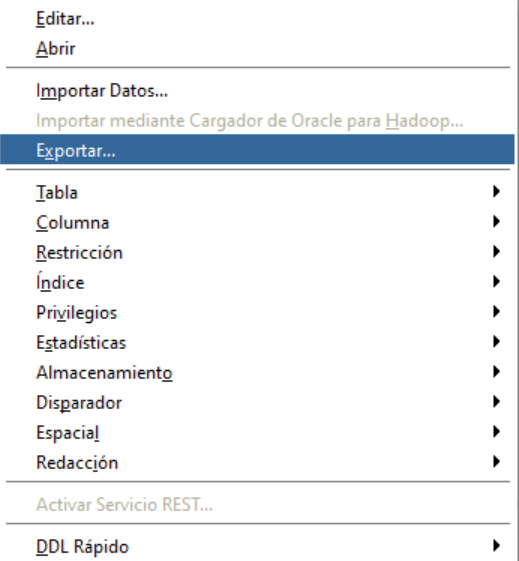 Editar...
Abrir
Importar Datos...
Importar mediante Cargador de Oracle para Hadoop...
Exportar...
Tabla
Columna
Restricción
Índice
Privilegios
Estadísticas
Almacenamiento
Disparador
Espacial
Redacción
Activar Servicio REST...
DDL Rápido